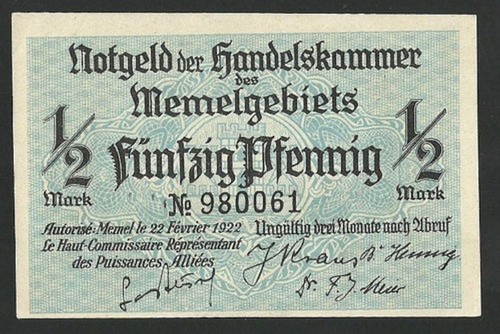 Notgeld der Handelskammer
des
Memelgebiets
1/2 Mark
Fünfzig Pfennig
1/2 Mark
№ 980061
Autorisé: Memel le 22 Février 1922
Le Haut-Commissaire Représentant
des Puissances Alliées
Ungültig drei Monate nach Abruf
J. Kraus